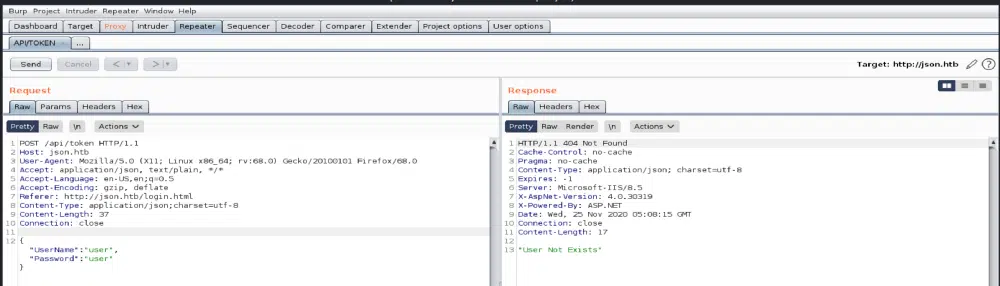 Burp Project Intruder Repeater Window Help
Dashboard Target Proxy Intruder Repeater Sequencer Decoder Comparer Extender Project options User options
API/TOKEN × ...
Send Cancel < > Target: http://json.htb ?
Request
Raw Params Headers Hex
Pretty Raw \n Actions
1 POST /api/token HTTP/1.1
2 Host: json.htb
3 User-Agent: Mozilla/5.0 (X11; Linux x86_64; rv:68.0) Gecko/20100101 Firefox/68.0
4 Accept: application/json, text/plain, */*
5 Accept-Language: en-US,en;q=0.5
6 Accept-Encoding: gzip, deflate
7 Referer: http://json.htb/login.html
8 Content-Type: application/json;charset=utf-8
9 Content-Length: 37
10 Connection: close
11
12 {
"UserName":"user",
"Password":"user"
}
Response
Raw Headers Hex
Pretty Raw Render \n Actions
1 HTTP/1.1 404 Not Found
2 Cache-Control: no-cache
3 Pragma: no-cache
4 Content-Type: application/json; charset=utf-8
5 Expires: -1
6 Server: Microsoft-IIS/8.5
7 X-AspNet-Version: 4.0.30319
8 X-Powered-By: ASP.NET
9 Date: Wed, 25 Nov 2020 05:08:15 GMT
10 Connection: close
11 Content-Length: 17
12
13 "User Not Exists"